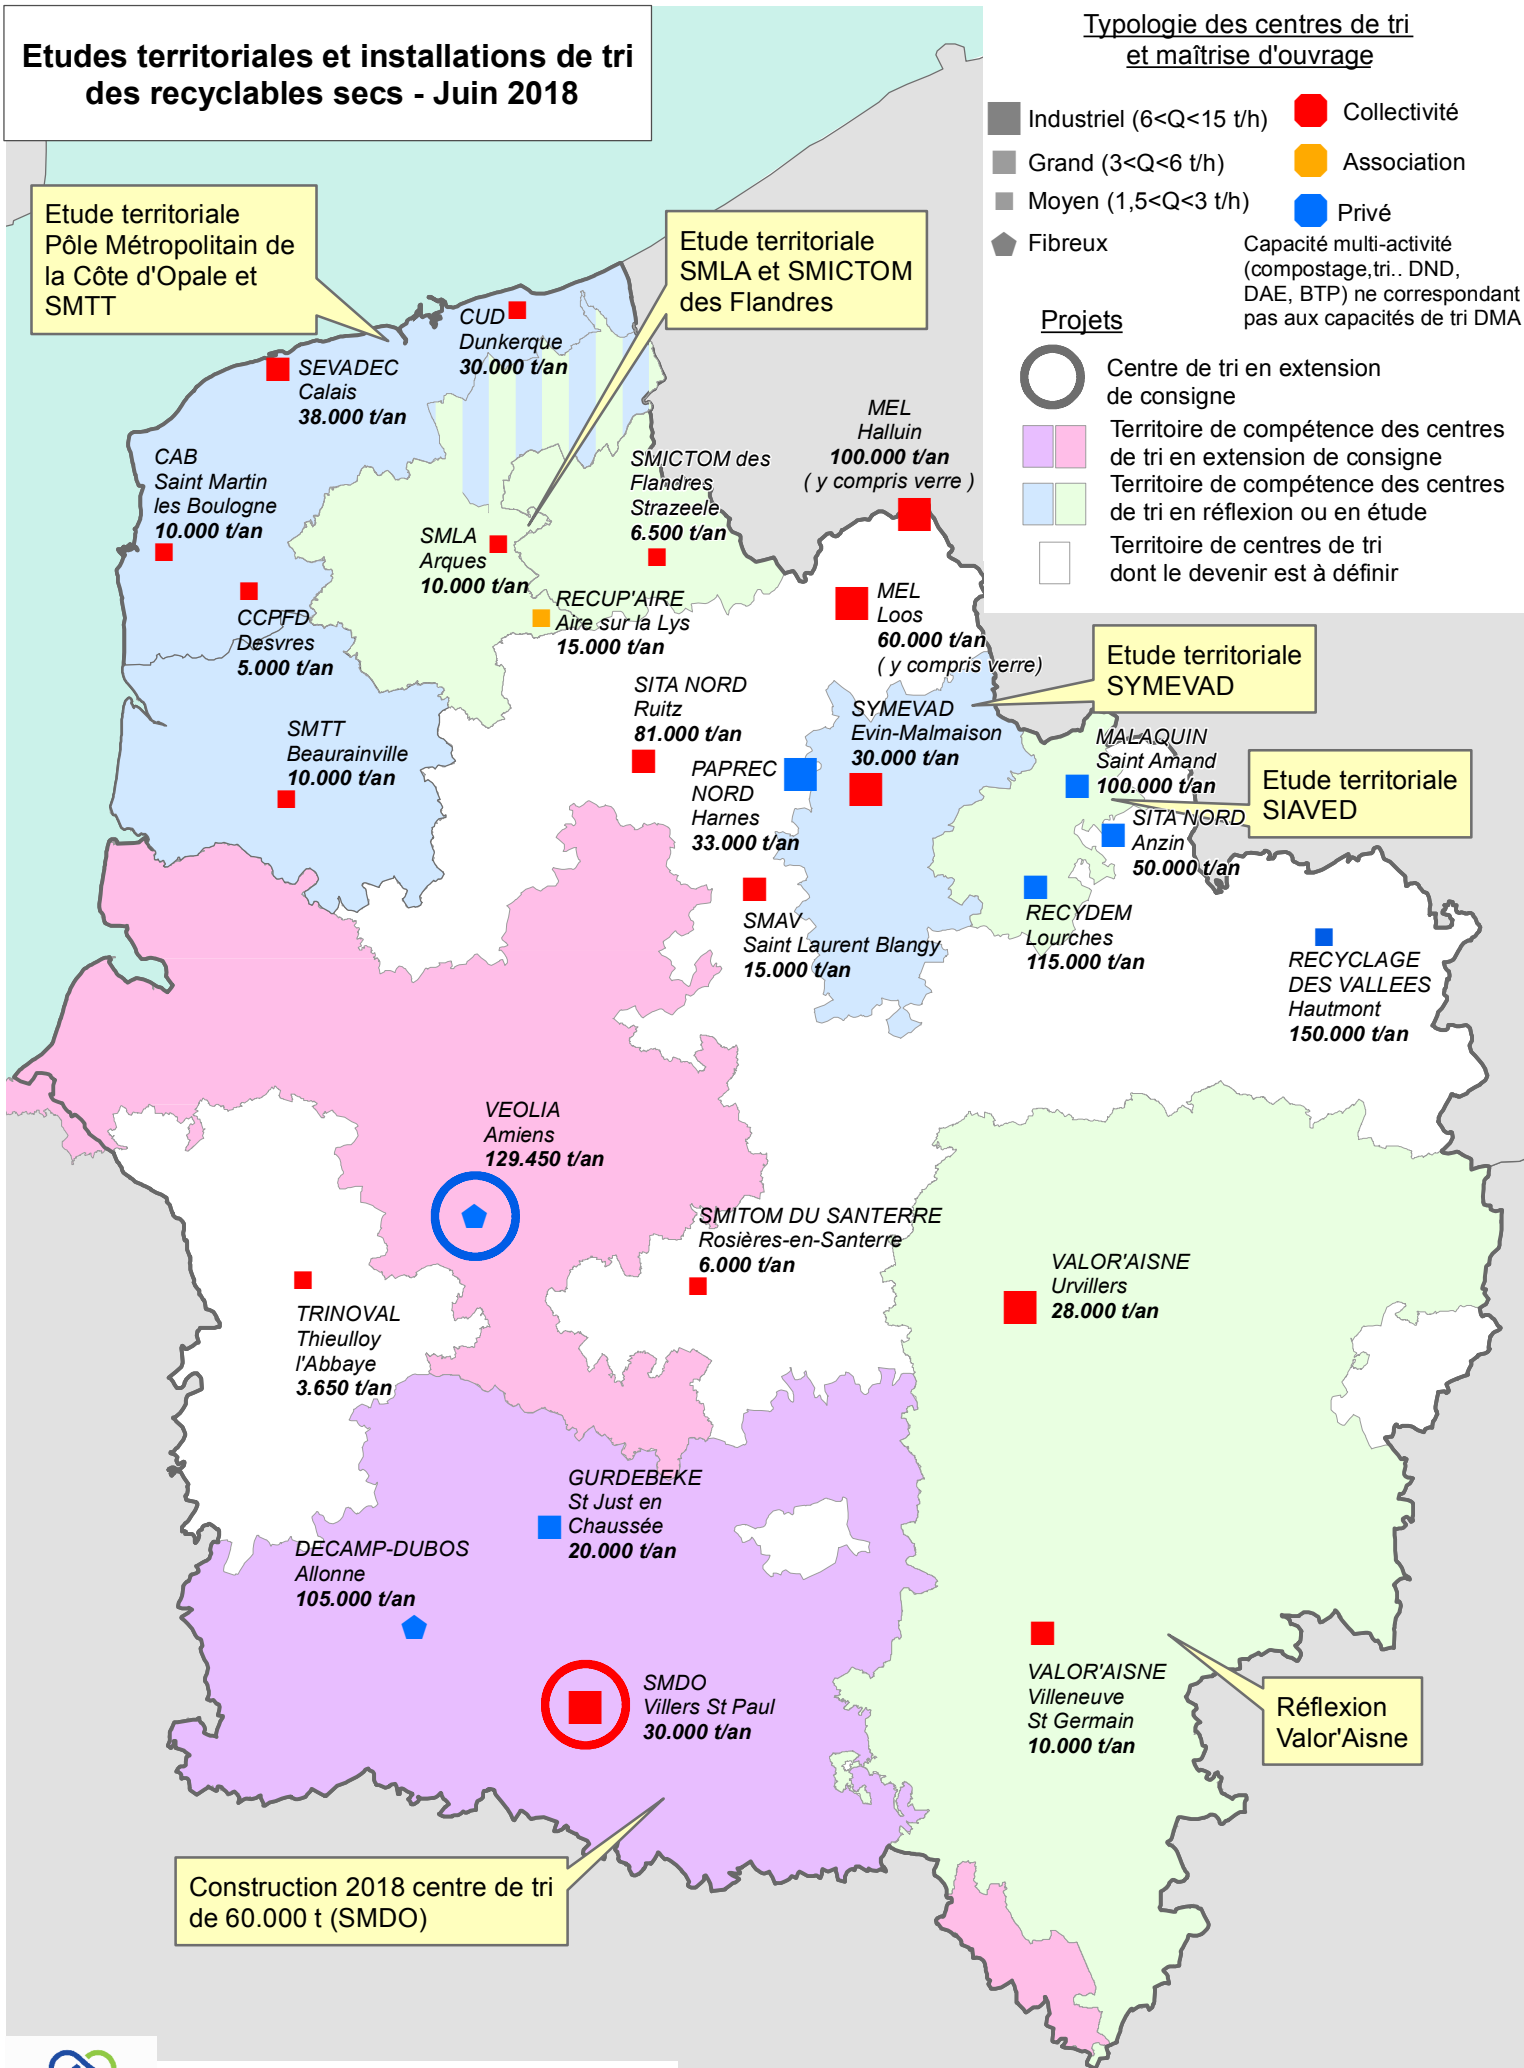 Etudes territoriales et installations de tri
des recyclables secs - Juin 2018
Typologie des centres de tri
et maîtrise d'ouvrage
Industriel (6<Q<15 t/h)
Grand (3<Q<6 t/h)
Moyen (1,5<Q<3 t/h)
Fibreux
Collectivité
Association
Privé
Capacité multi-activité
(compostage,tri.. DND,
DAE, BTP) ne correspondant
pas aux capacités de tri DMA
Projets
Centre de tri en extension
de consigne
Territoire de compétence des centres
de tri en extension de consigne
Territoire de compétence des centres
de tri en réflexion ou en étude
Territoire de centres de tri
dont le devenir est à définir
Etude territoriale
Pôle Métropolitain de
la Côte d'Opale et
SMTT
Etude territoriale
SMLA et SMICTOM
des Flandres
CUD
Dunkerque
30.000 t/an
SEVADEC
Calais
38.000 t/an
MEL
Halluin
100.000 t/an
( y compris verre )
CAB
Saint Martin
les Boulogne
10.000 t/an
SMICTOM des
Flandres
Strazeele
6.500 t/an
SMLA
Arques
10.000 t/an
CCPFD
Desvres
5.000 t/an
RECUP'AIRE
Aire sur la Lys
15.000 t/an
MEL
Loos
60.000 t/an
( y compris verre)
Etude territoriale
SYMEVAD
SITA NORD
Ruitz
81.000 t/an
SYMEVAD
Evin-Malmaison
30.000 t/an
SMTT
Beaurainville
10.000 t/an
PAPREC
NORD
Harnes
33.000 t/an
MALAQUIN
Saint Amand
100.000 t/an
Etude territoriale
SIAVED
SITA NORD
Anzin
50.000 t/an
SMAV
Saint Laurent Blangy
15.000 t/an
RECYDEM
Lourches
115.000 t/an
RECYCLAGE
DES VALLEES
Hautmont
150.000 t/an
VEOLIA
Amiens
129.450 t/an
SMITOM DU SANTERRE
Rosières-en-Santerre
6.000 t/an
VALOR'AISNE
Urvillers
28.000 t/an
TRINOVAL
Thieulloy
l'Abbaye
3.650 t/an
GURDEBEKE
St Just en
Chaussée
20.000 t/an
DECAMP-DUBOS
Allonne
105.000 t/an
SMDO
Villers St Paul
30.000 t/an
VALOR'AISNE
Villeneuve
St Germain
10.000 t/an
Réflexion
Valor'Aisne
Construction 2018 centre de tri
de 60.000 t (SMDO)